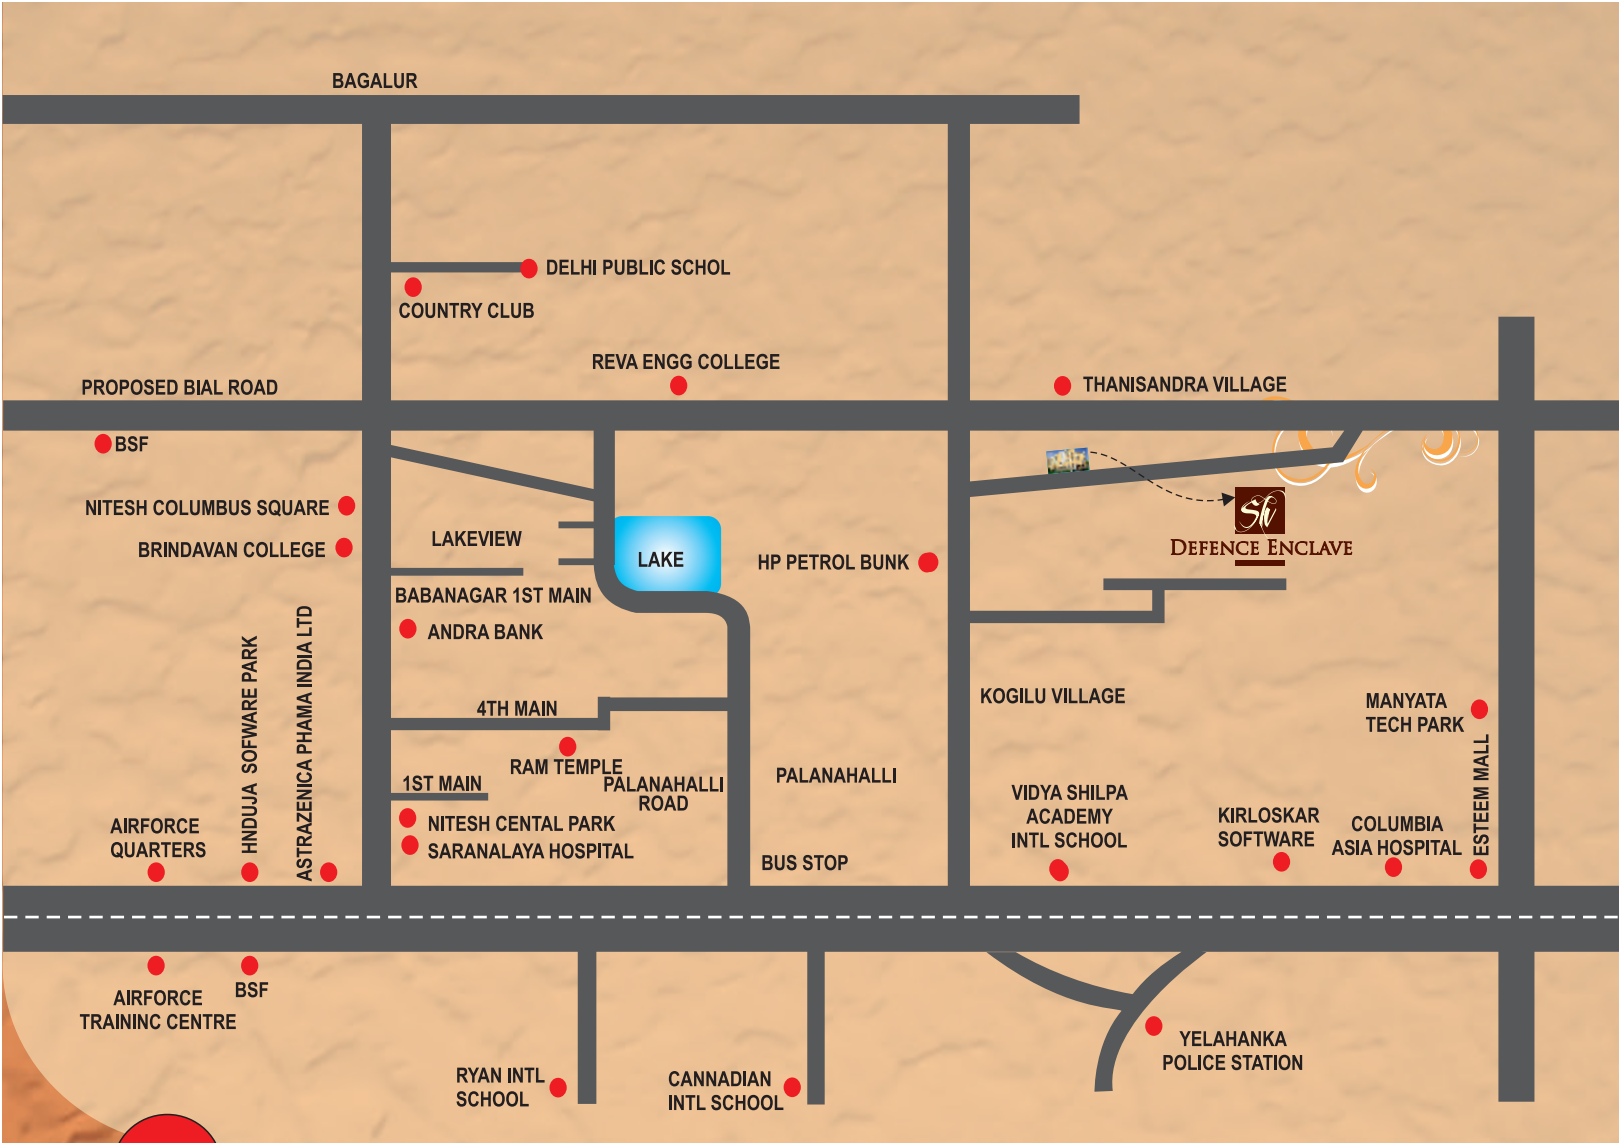 BAGALUR
DELHI PUBLIC SCHOL
COUNTRY CLUB
REVA ENGG COLLEGE
PROPOSED BIAL ROAD
THANISANDRA VILLAGE
BSF
NITESH COLUMBUS SQUARE
BRINDAVAN COLLEGE
LAKEVIEW
LAKE
HP PETROL BUNK
Sh
DEFENCE ENCLAVE
BABANAGAR 1ST MAIN
ANDRA BANK
HNDUJA SOFWARE PARK
ASTRAZENICA PHAMA INDIA LTD
4TH MAIN
RAM TEMPLE
KOGILU VILLAGE
MANYATA
TECH PARK
1ST MAIN
PALANAHALLI
ROAD
PALANAHALLI
NITESH CENTAL PARK
SARANALAYA HOSPITAL
AIRFORCE
QUARTERS
BUS STOP
VIDYA SHILPA
ACADEMY
INTL SCHOOL
KIRLOSKAR
SOFTWARE
COLUMBIA
ASIA HOSPITAL
ESTEEM MALL
AIRFORCE
TRAININC CENTRE
BSF
RYAN INTL
SCHOOL
CANNADIAN
INTL SCHOOL
YELAHANKA
POLICE STATION